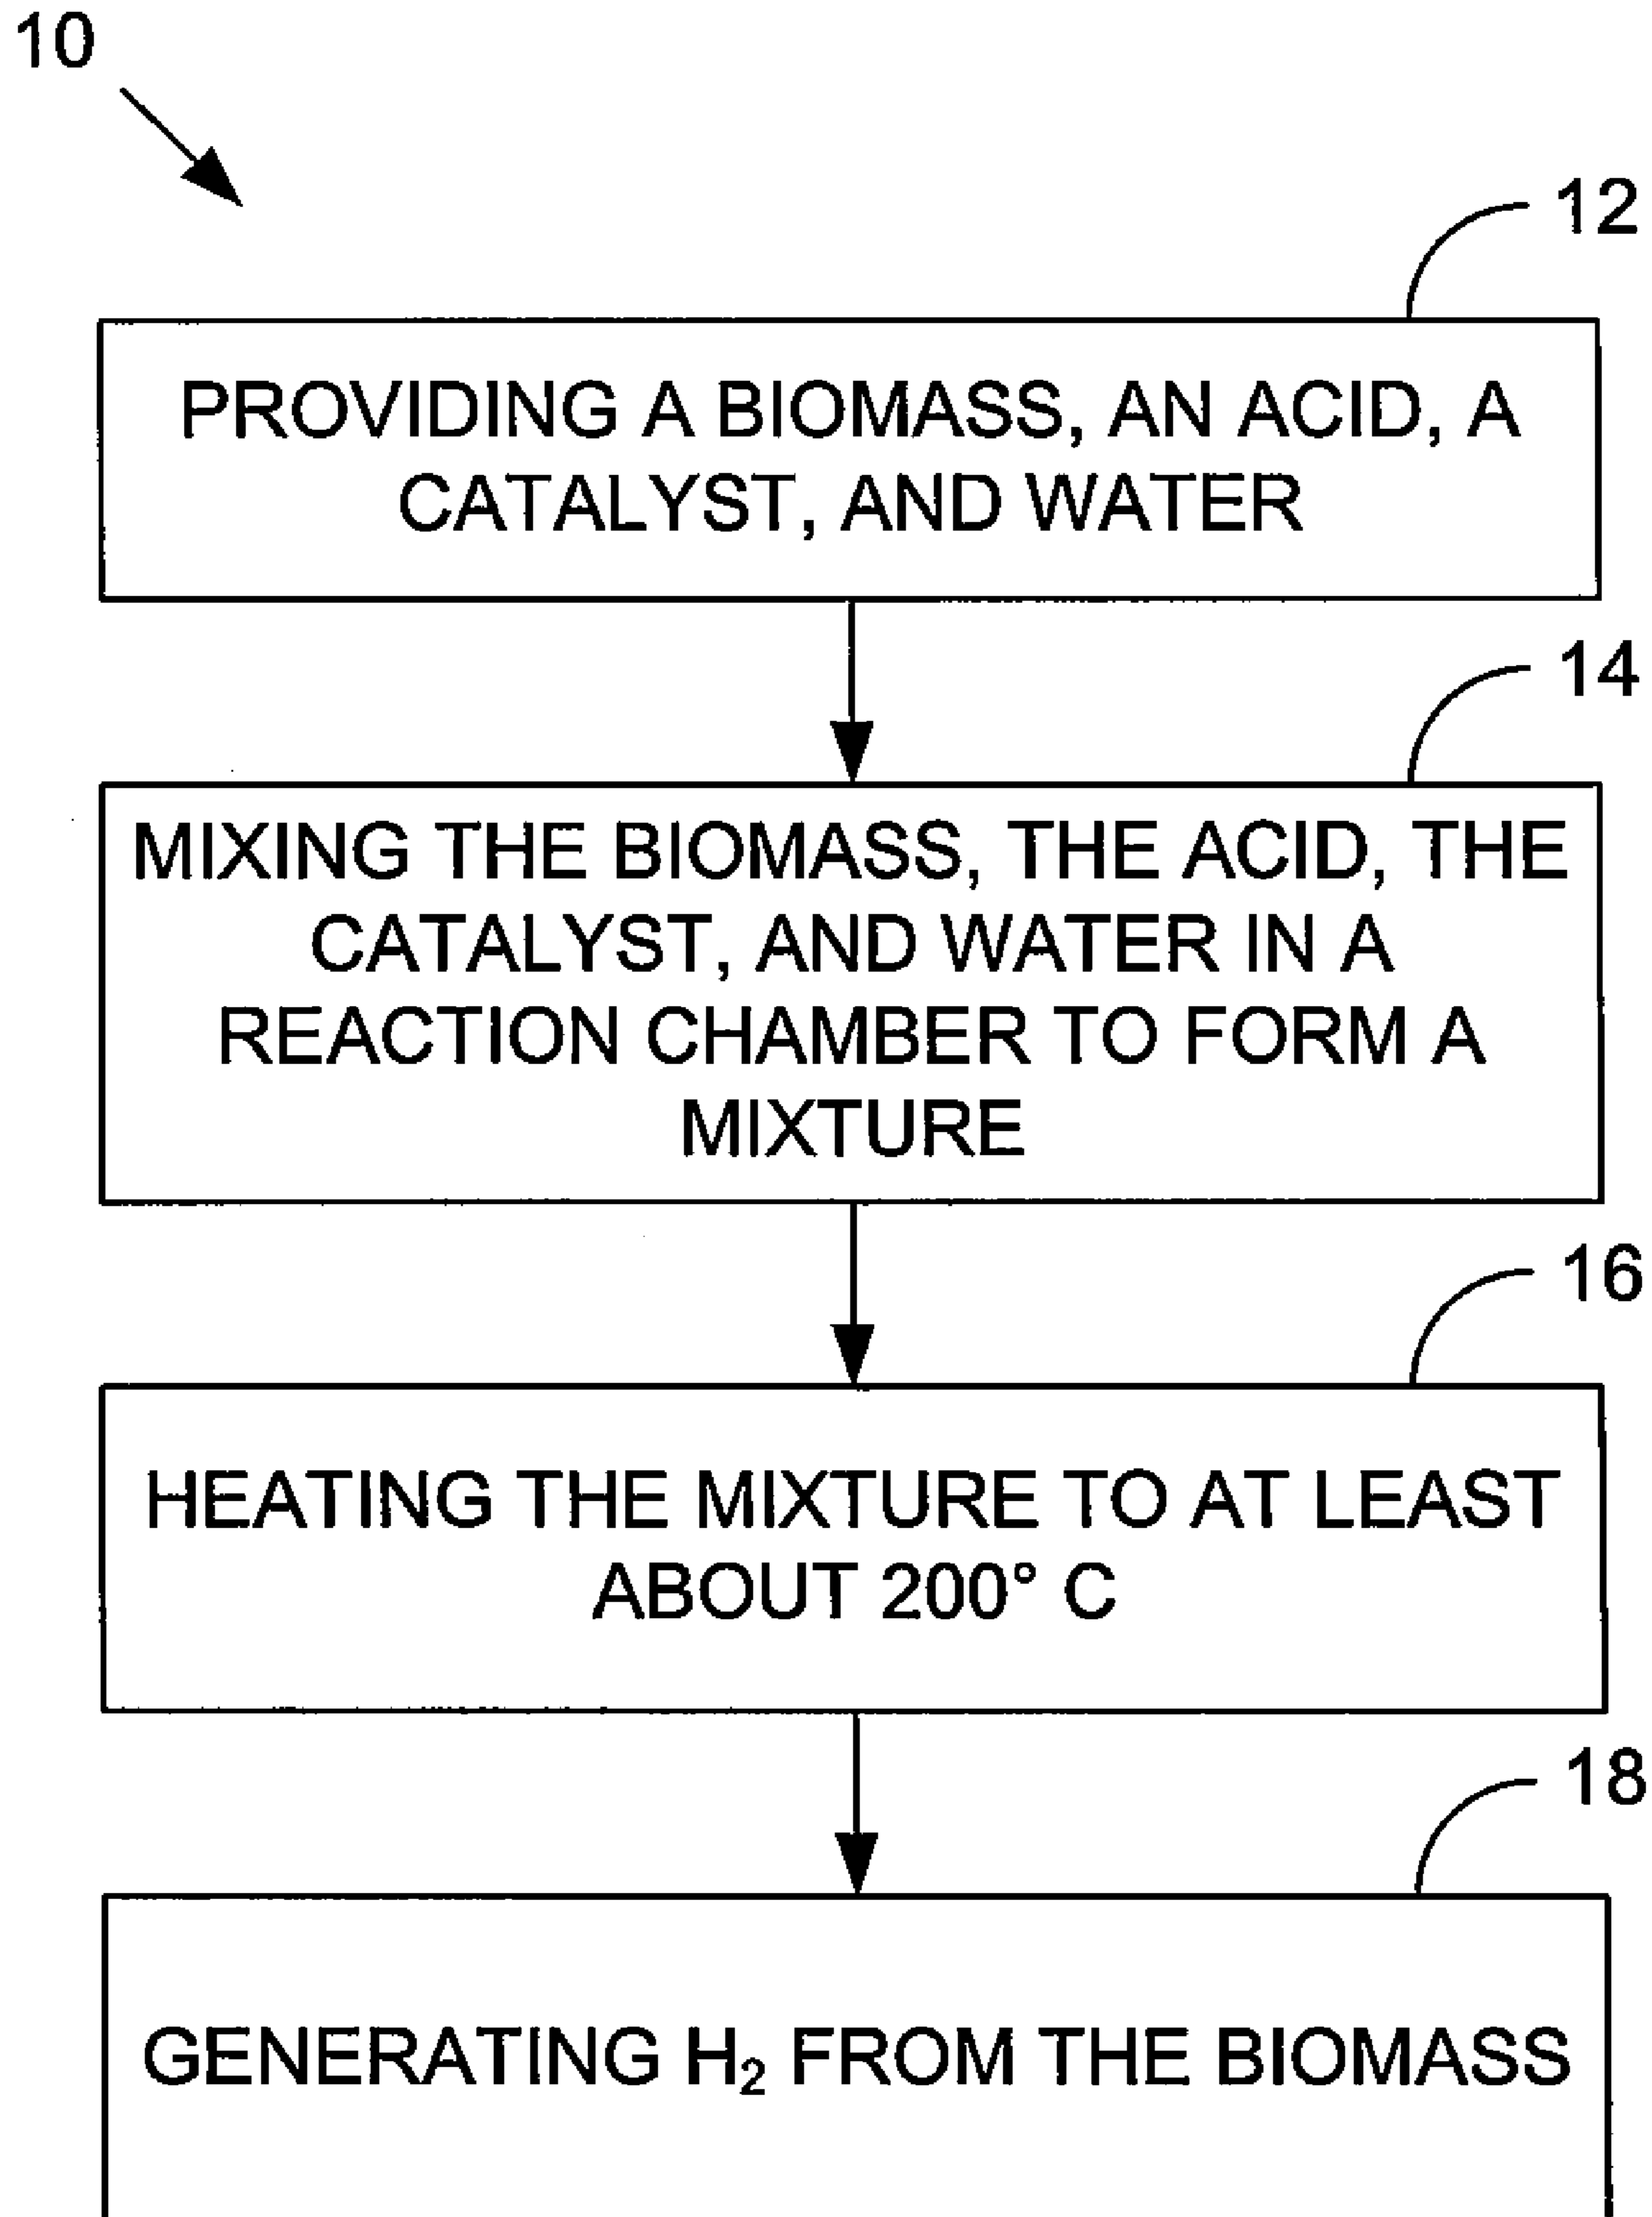 10
12
PROVIDING A BIOMASS, AN ACID, A
CATALYST, AND WATER
14
MIXING THE BIOMASS, THE ACID, THE
CATALYST, AND WATER IN A
REACTION CHAMBER TO FORM A
MIXTURE
16
HEATING THE MIXTURE TO AT LEAST
ABOUT 200° C
18
GENERATING H₂ FROM THE BIOMASS